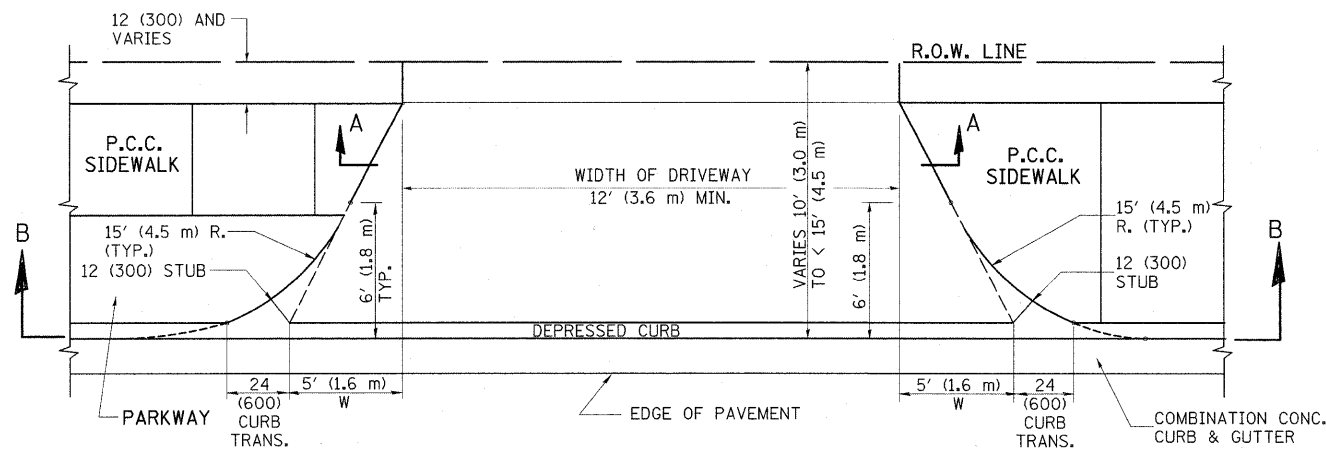 12 (300) AND
VARIES
R.O.W. LINE
A
A
P.C.C.
SIDEWALK
P.C.C.
SIDEWALK
WIDTH OF DRIVEWAY
12' (3.6 m) MIN.
VARIES 10' (3.0 m)
TO < 15' (4.5 m)
B
B
15' (4.5 m) R.
(TYP.)
12 (300) STUB
6' (1.8 m)
TYP.
6' (1.8 m)
15' (4.5 m)
R. (TYP.)
12 (300)
STUB
DEPRESSED CURB
24
(600)
CURB
TRANS.
5' (1.6 m)
W
5' (1.6 m)
W
24
(600)
CURB
TRANS.
PARKWAY
EDGE OF PAVEMENT
COMBINATION CONC.
CURB & GUTTER